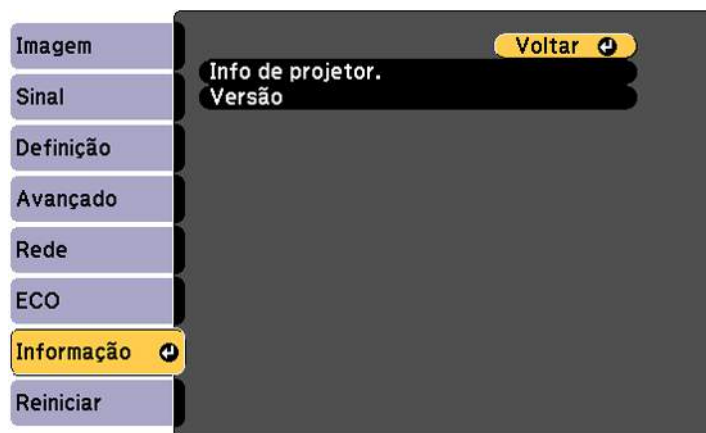 Imagem
Sinal
Definição
Avançado
Rede
ECO
Informação
Reiniciar
Voltar
Info de projetor.
Versão